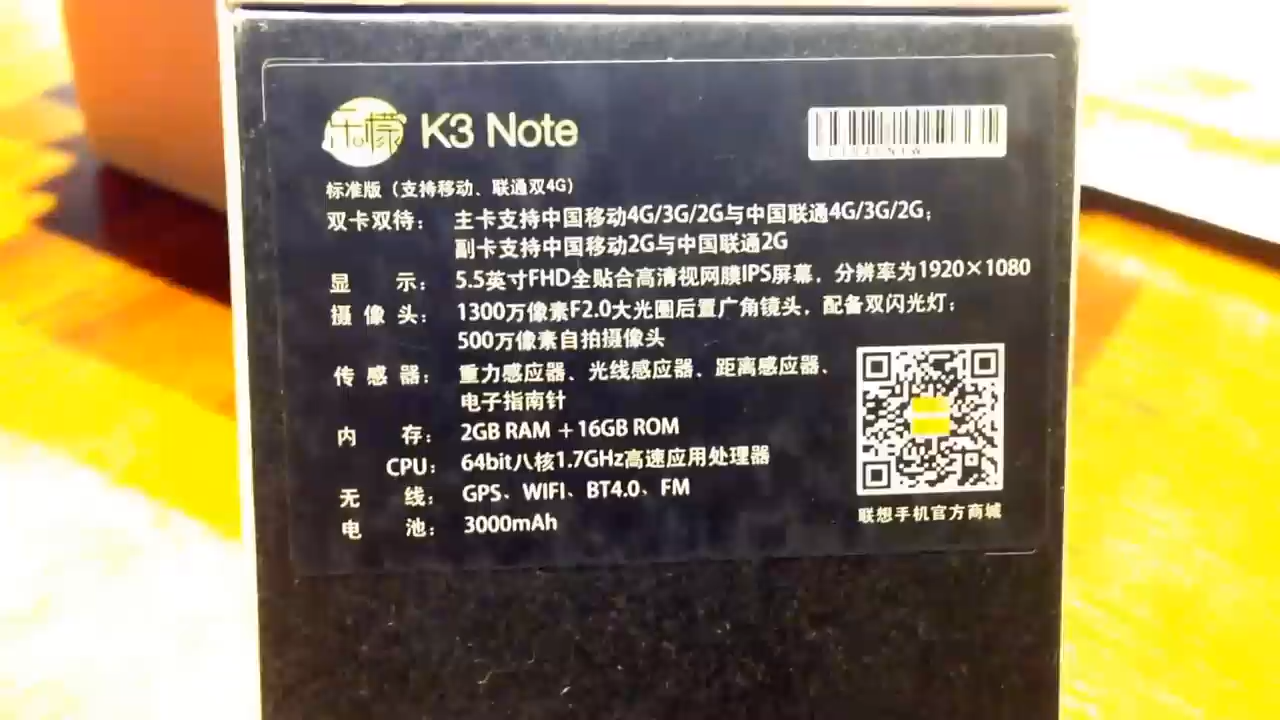 乐檬 K3 Note
标准版（支持移动、联通双4G）
双卡双待： 主卡支持中国移动4G/3G/2G与中国联通4G/3G/2G；
副卡支持中国移动2G与中国联通2G
显 示： 5.5英寸FHD全贴合高清视网膜IPS屏幕，分辨率为1920×1080
摄 像 头： 1300万像素F2.0大光圈后置广角镜头，配备双闪光灯；
500万像素自拍摄像头
传 感 器： 重力感应器、光线感应器、距离感应器、
电子指南针
内 存： 2GB RAM +16GB ROM
CPU： 64bit八核1.7GHz高速应用处理器
无 线： GPS、WIFI、BT4.0、FM
电 池： 3000mAh
联想手机官方商城